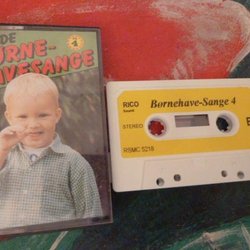 DE
BØRNE-
HAVESANGE
4
RICO
Sound
Børnehave-Sange 4
STEREO
B
RSMC 5218